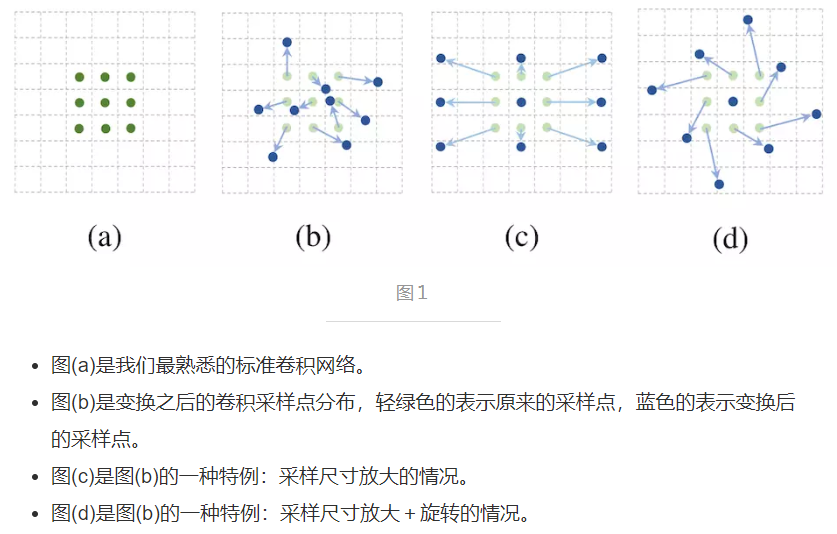 (a) (b) (c) (d)
图1
图(a)是我们最熟悉的标准卷积网络。
图(b)是变换之后的卷积采样点分布，轻绿色的表示原来的采样点，蓝色的表示变换后
的采样点。
图(c)是图(b)的一种特例：采样尺寸放大的情况。
图(d)是图(b)的一种特例：采样尺寸放大＋旋转的情况。